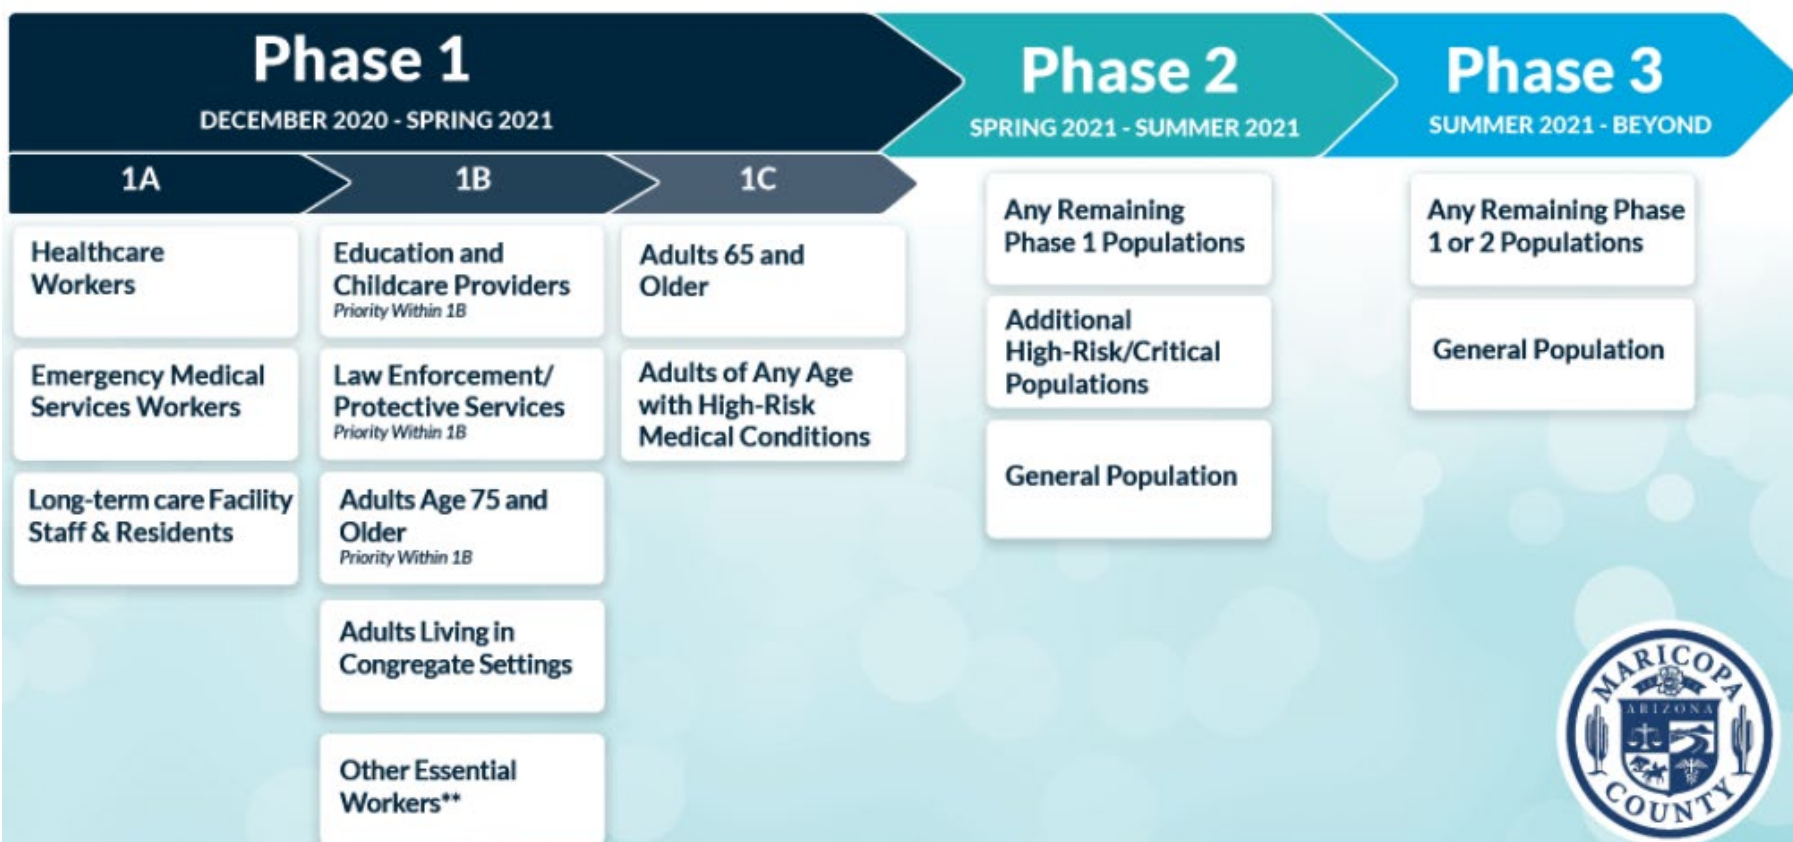 Phase 1
DECEMBER 2020 - SPRING 2021
Phase 2
SPRING 2021 - SUMMER 2021
Phase 3
SUMMER 2021 - BEYOND
1A
1B
1C
Healthcare
Workers
Emergency Medical
Services Workers
Long-term care Facility
Staff & Residents
Education and
Childcare Providers
Priority Within 1B
Law Enforcement/
Protective Services
Priority Within 1B
Adults Age 75 and
Older
Priority Within 1B
Adults Living in
Congregate Settings
Other Essential
Workers**
Adults 65 and
Older
Adults of Any Age
with High-Risk
Medical Conditions
Any Remaining
Phase 1 Populations
Additional
High-Risk/Critical
Populations
General Population
Any Remaining Phase
1 or 2 Populations
General Population
MARICOPA
ARIZONA
COUNTY